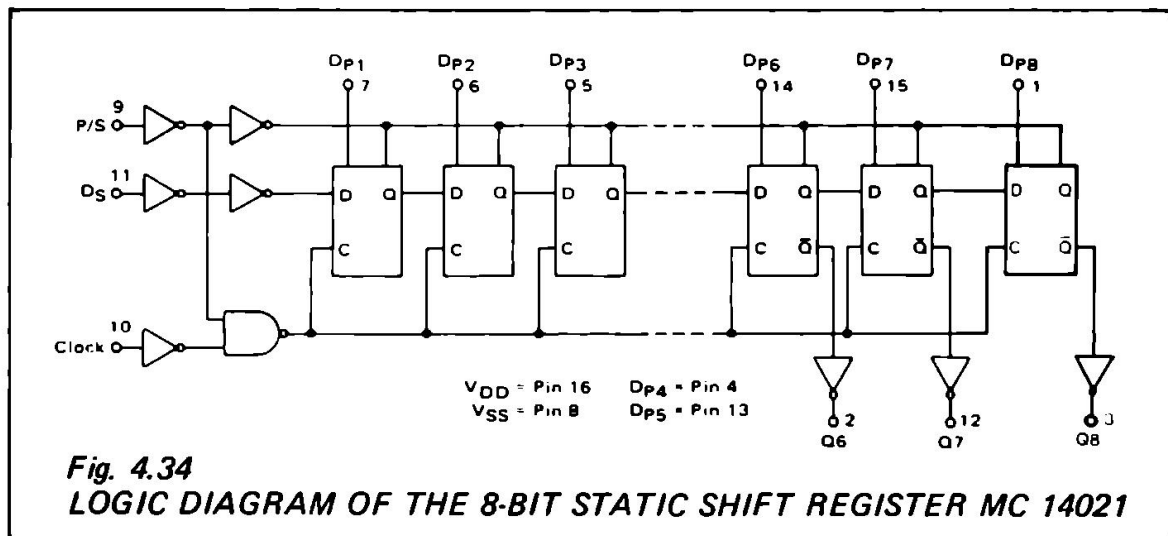 DP1 DP2 DP3 DP6 DP7 DP8
7 6 5 14 15 1
9
P/S
11
DS
D Q D Q D Q D Q D Q D Q
C C C C Q̅ C Q̅ C Q̅
10
Clock
VDD = Pin 16 DP4 = Pin 4
VSS = Pin 8 DP5 = Pin 13
2 12 3
Q6 Q7 Q8
Fig. 4.34
LOGIC DIAGRAM OF THE 8-BIT STATIC SHIFT REGISTER MC 14021